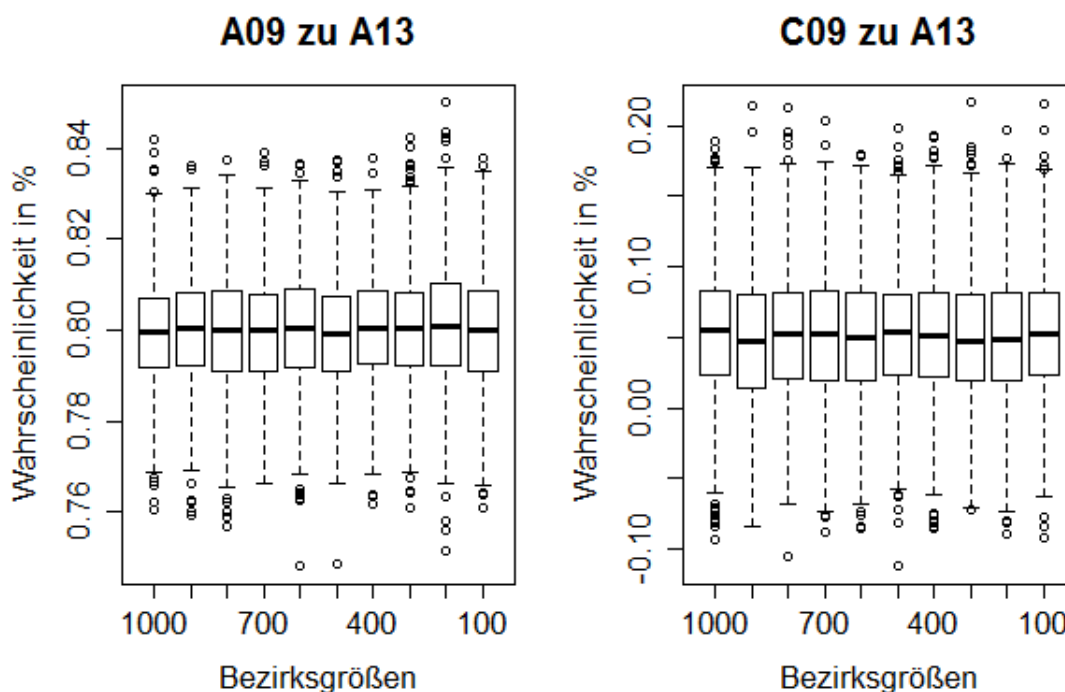 A09 zu A13
C09 zu A13
Wahrscheinlichkeit in %
0.84
0.82
0.80
0.78
0.76
1000 700 400 100
Bezirksgrößen
Wahrscheinlichkeit in %
0.20
0.10
0.00
-0.10
1000 700 400 100
Bezirksgrößen